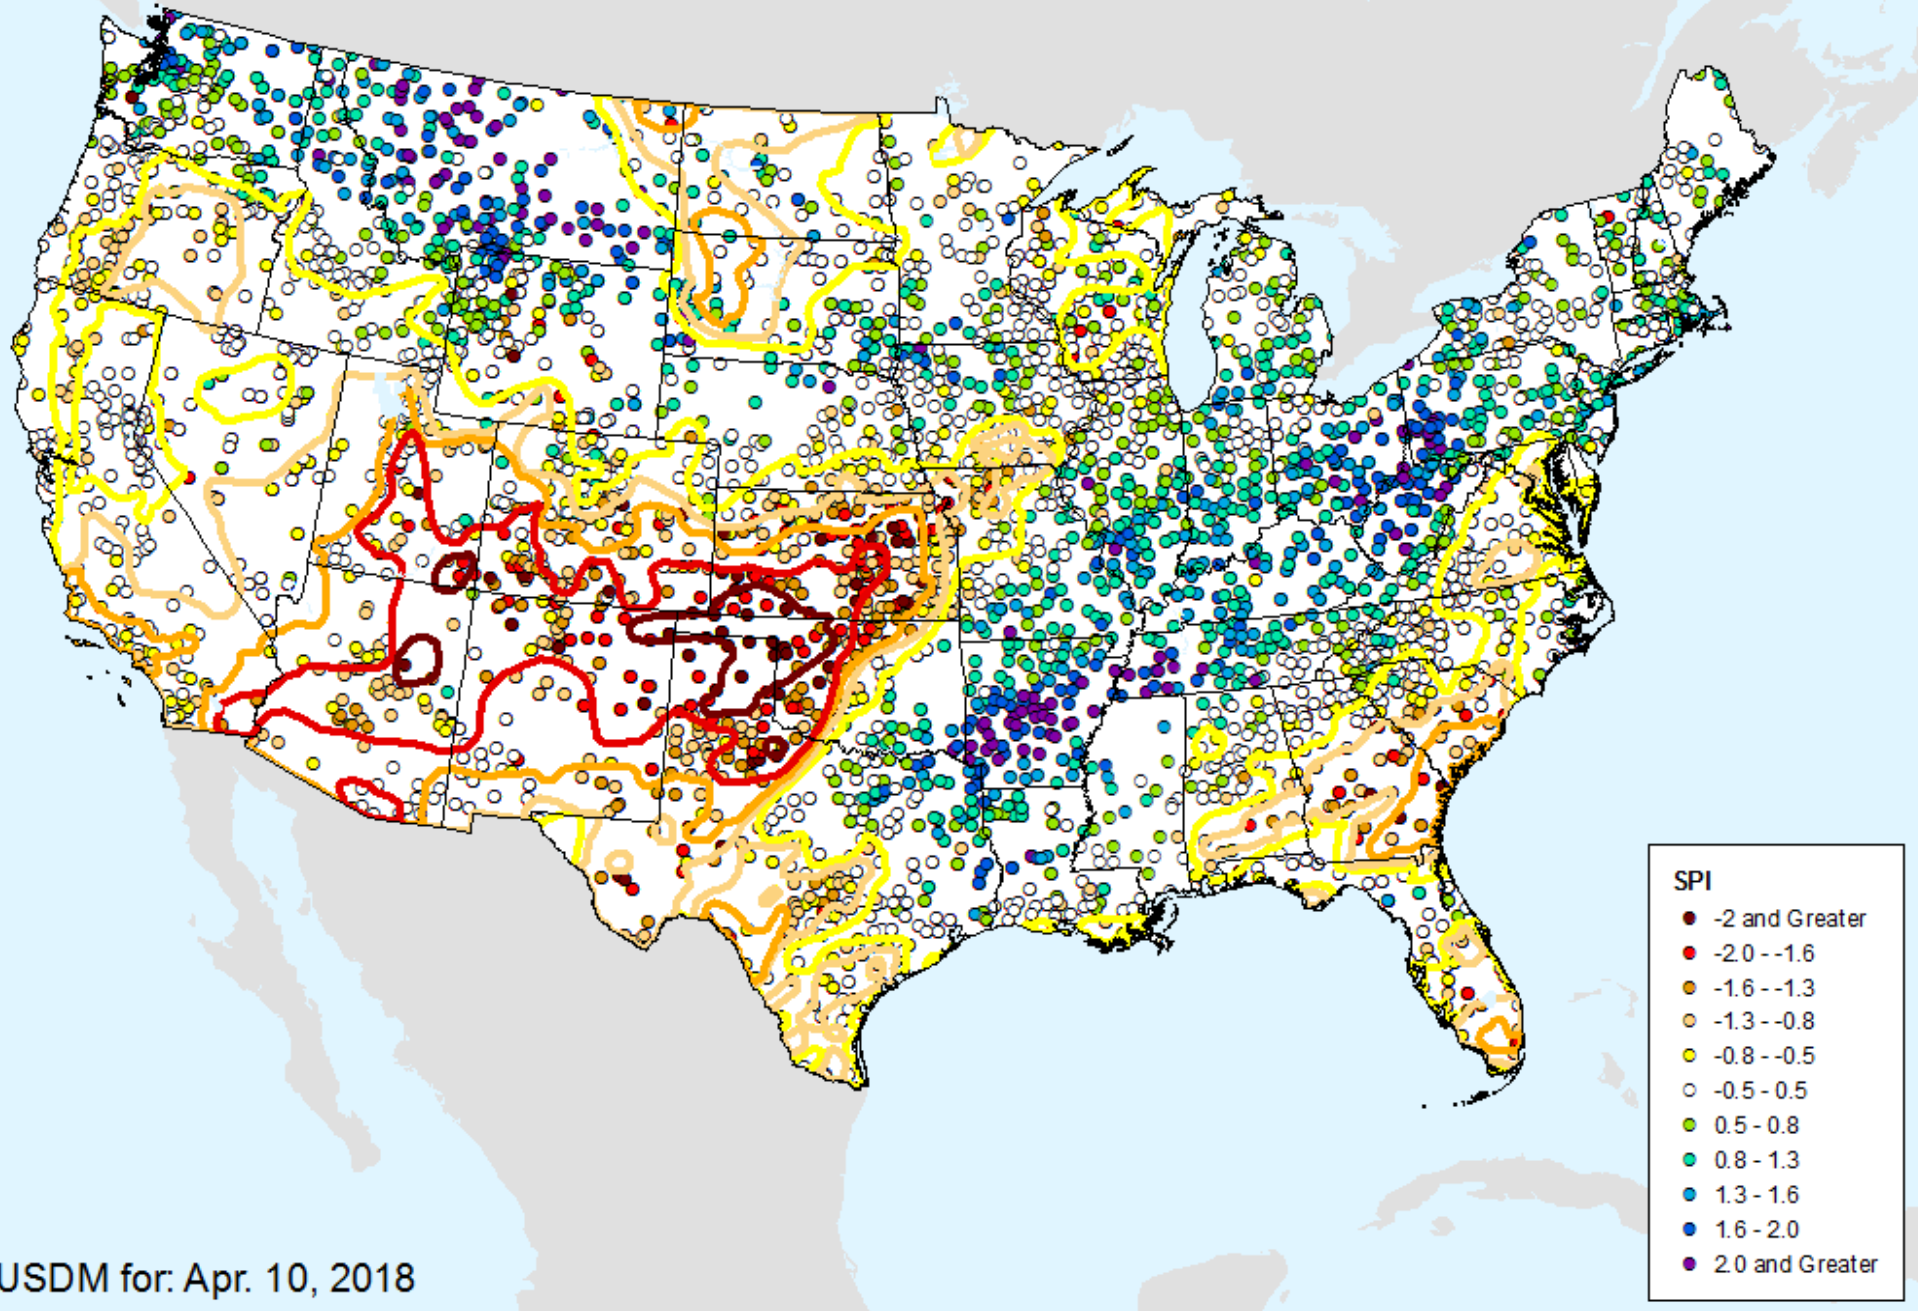 SPI
-2 and Greater
-2.0 - -1.6
-1.6 - -1.3
-1.3 - -0.8
-0.8 - -0.5
-0.5 - 0.5
0.5 - 0.8
0.8 - 1.3
1.3 - 1.6
1.6 - 2.0
2.0 and Greater
USDM for: Apr. 10, 2018